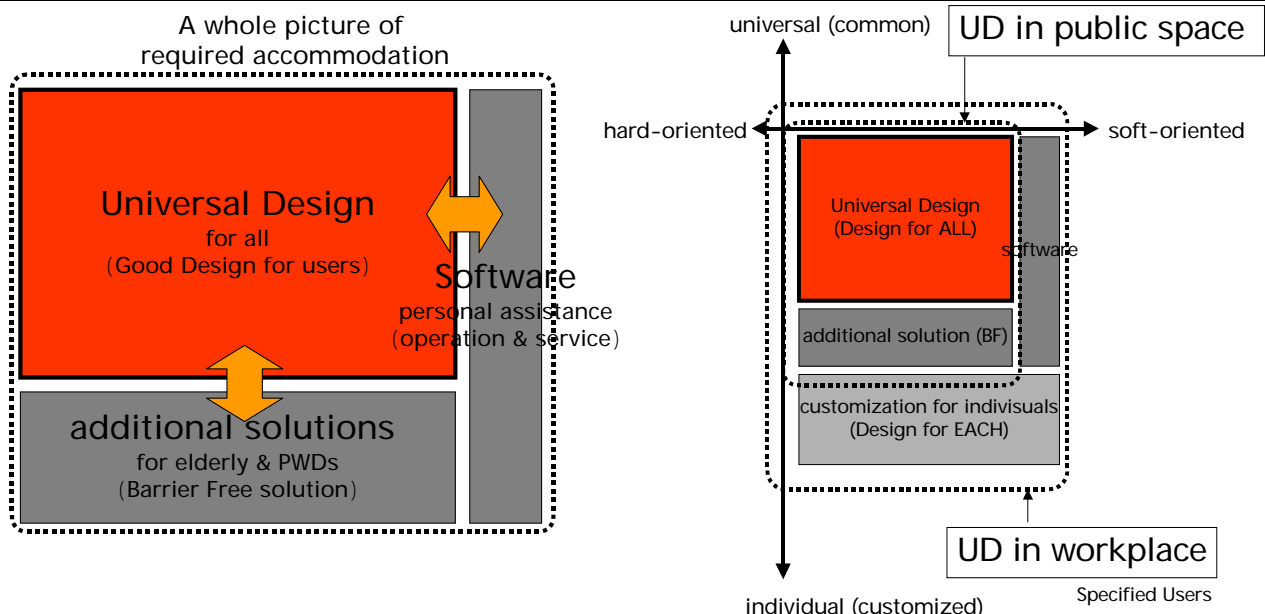 A whole picture of
required accommodation
Universal Design
for all
(Good Design for users)
Software
personal assistance
(operation & service)
additional solutions
for elderly & PWDs
(Barrier Free solution)
universal (common)
UD in public space
hard-oriented
soft-oriented
Universal Design
(Design for ALL)
software
additional solution (BF)
customization for indivisuals
(Design for EACH)
UD in workplace
Specified Users
individual (customized)